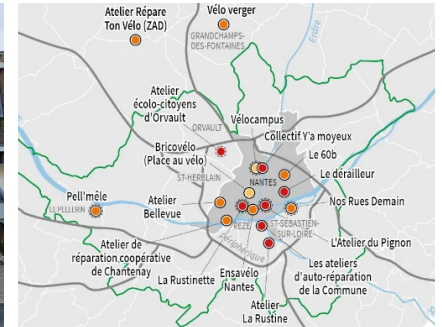 Atelier Répare
Ton Vélo (ZAD)
Vélo verger
GRANDCHAMPS-
DES-FONTAINES
Erdre
Atelier
écolo-citoyens
d'Orvault
ORVAULT
Vélocampus
Collectif Y'a moyeux
Bricovélo
(Place au vélo)
Le 60b
ST-HERBLAIN
NANTES
Le dérailleur
Pell'mêle
LE PELLERIN
Atelier
Bellevue
Nos Rues Demain
REZÉ
ST-SÉBASTIEN-
SUR-LOIRE
L'Atelier du Pignon
Périphérique
Atelier de
réparation coopérative
de Chantenay
Les ateliers
d'auto-réparation
de la Commune
La Rustinette
Ensavélo
Nantes
Atelier
La Rustine